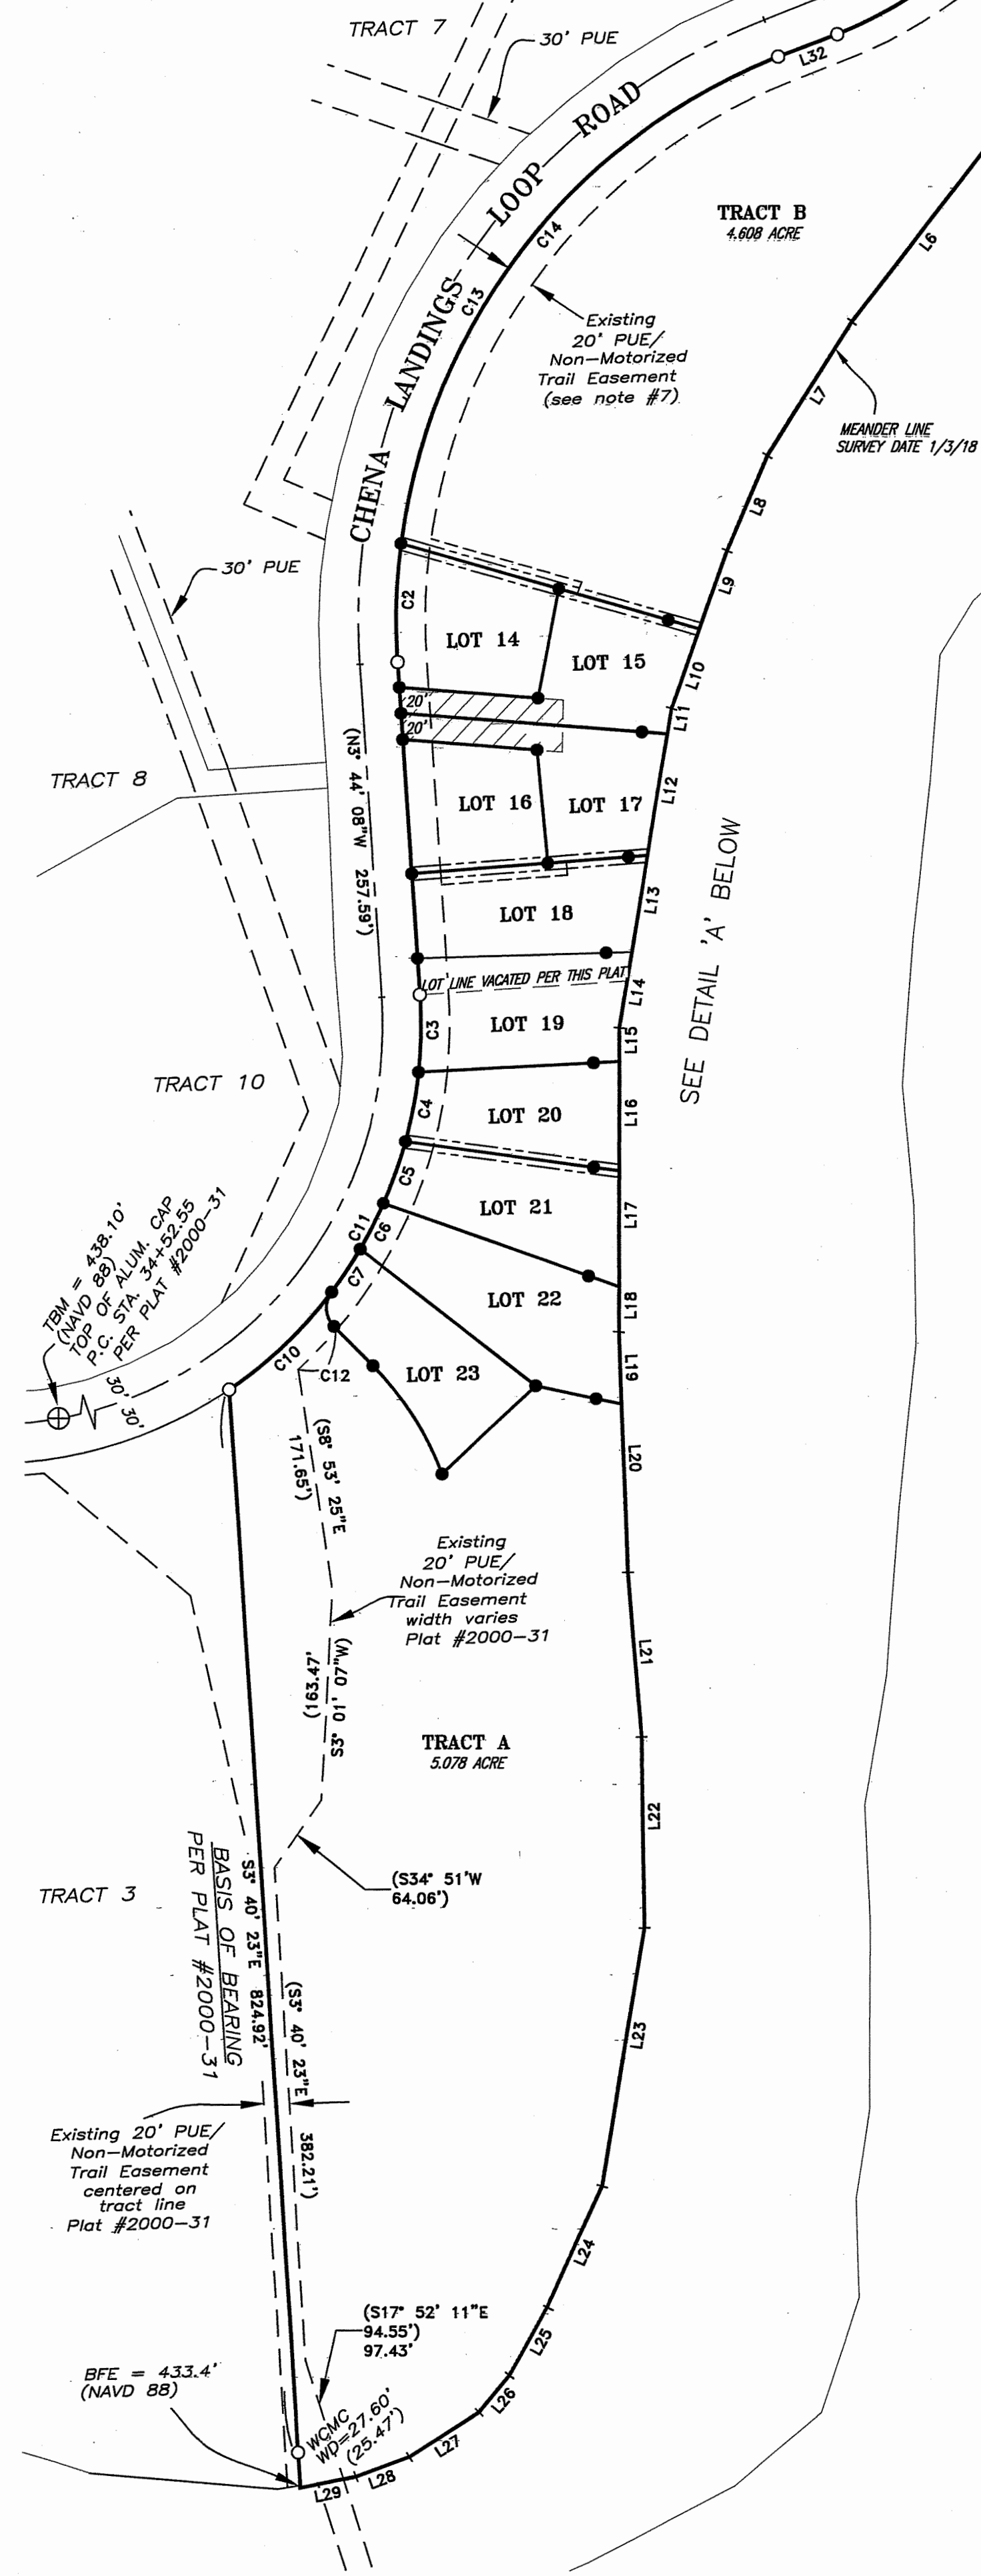 TRACT 7
30' PUE
L32
CHENA LANDINGS LOOP ROAD
C14
C13
TRACT B
4.608 ACRE
L6
Existing
20' PUE/
Non-Motorized
Trail Easement
(see note #7)
L7
MEANDER LINE
SURVEY DATE 1/3/18
L8
30' PUE
L9
C2
LOT 14
LOT 15
L10
20'
L11
20'
(N3° 44' 08"W 257.59')
TRACT 8
LOT 16
LOT 17
L12
SEE DETAIL 'A' BELOW
LOT 18
L13
LOT LINE VACATED PER THIS PLAT
L14
LOT 19
C3
L15
TRACT 10
C4
LOT 20
L16
C5
LOT 21
L17
TBM = 438.10'
(NAVD 88)
TOP OF ALUM. CAP
P.C. STA. 34+52.55
PER PLAT #2000-31
C11
C6
C7
LOT 22
L18
C10
C12
LOT 23
L19
30' 30'
(S8° 53' 25"E
171.65')
L20
Existing
20' PUE/
Non-Motorized
Trail Easement
width varies
Plat #2000-31
S3° 10' 07"W)
(163.47'
L21
TRACT A
5.078 ACRE
L22
(S34° 51'W
64.06')
TRACT 3
BASIS OF BEARING
PER PLAT #2000-31
S3° 40' 23"E 824.92'
(S3° 40' 23"E 382.21')
L23
Existing 20' PUE/
Non-Motorized
Trail Easement
centered on
tract line
Plat #2000-31
L24
(S17° 52' 11"E
94.55')
97.43'
L25
BFE = 433.4'
(NAVD 88)
L26
WCMC
WD=27.60'
(25.47')
L27
L28
L29